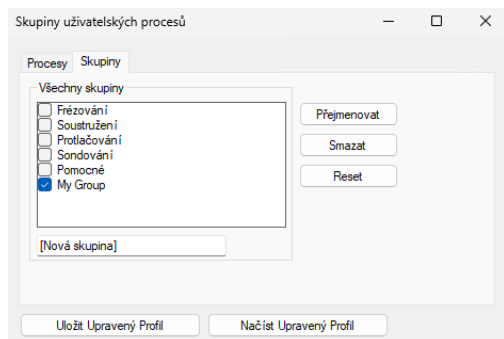 Skupiny uživatelských procesů
Procesy Skupiny
Všechny skupiny
Frézování
Soustružení
Protlačování
Sondování
Pomocné
My Group
[Nová skupina]
Přejmenovat
Smazat
Reset
Uložit Upravený Profil Načíst Upravený Profil